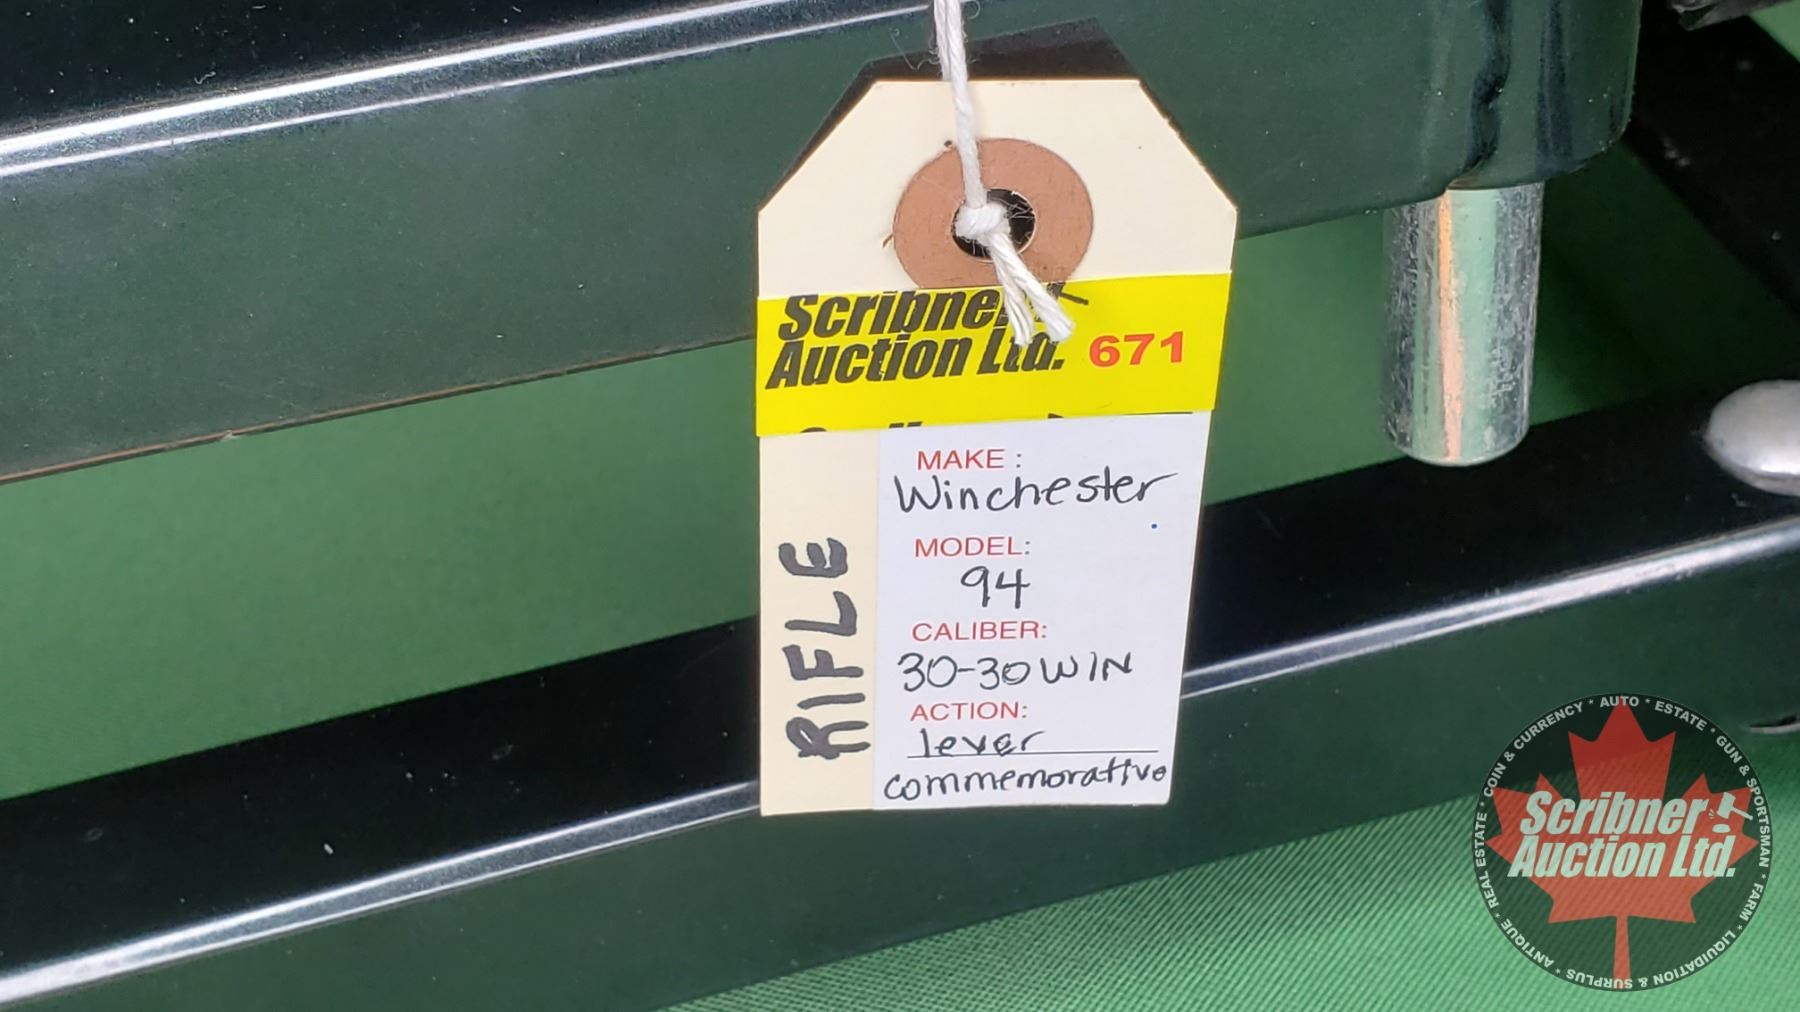 Scribner
Auction Ltd. 671
MAKE :
Winchester
MODEL:
94
CALIBER:
30-30 WIN
ACTION:
lever
commemorative
RIFLE
COIN & CURRENCY * AUTO * ESTATE * GUN & SPORTSMAN * FARM * LIQUIDATION & SURPLUS * ANTIQUE * REAL ESTATE *
Scribner
Auction Ltd.